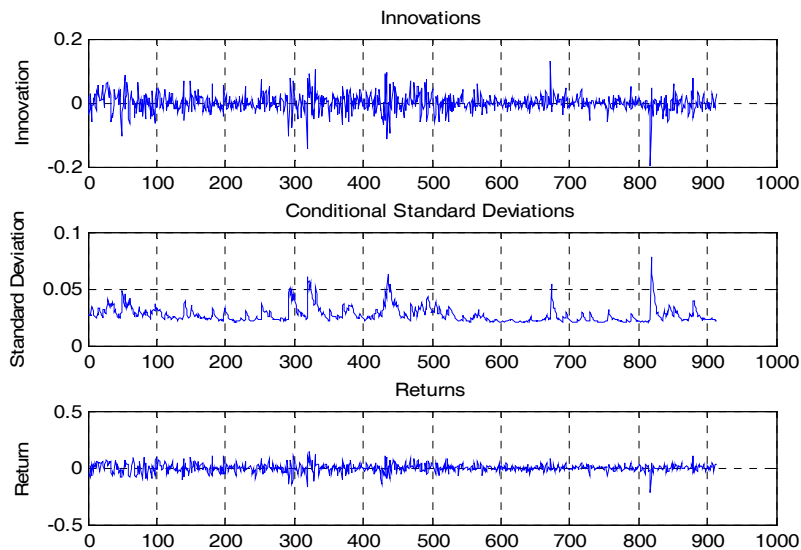 Innovations
0.2
0
-0.2
Innovation
0 100 200 300 400 500 600 700 800 900 1000
Conditional Standard Deviations
0.1
0.05
0
Standard Deviation
0 100 200 300 400 500 600 700 800 900 1000
Returns
0.5
0
-0.5
Return
0 100 200 300 400 500 600 700 800 900 1000